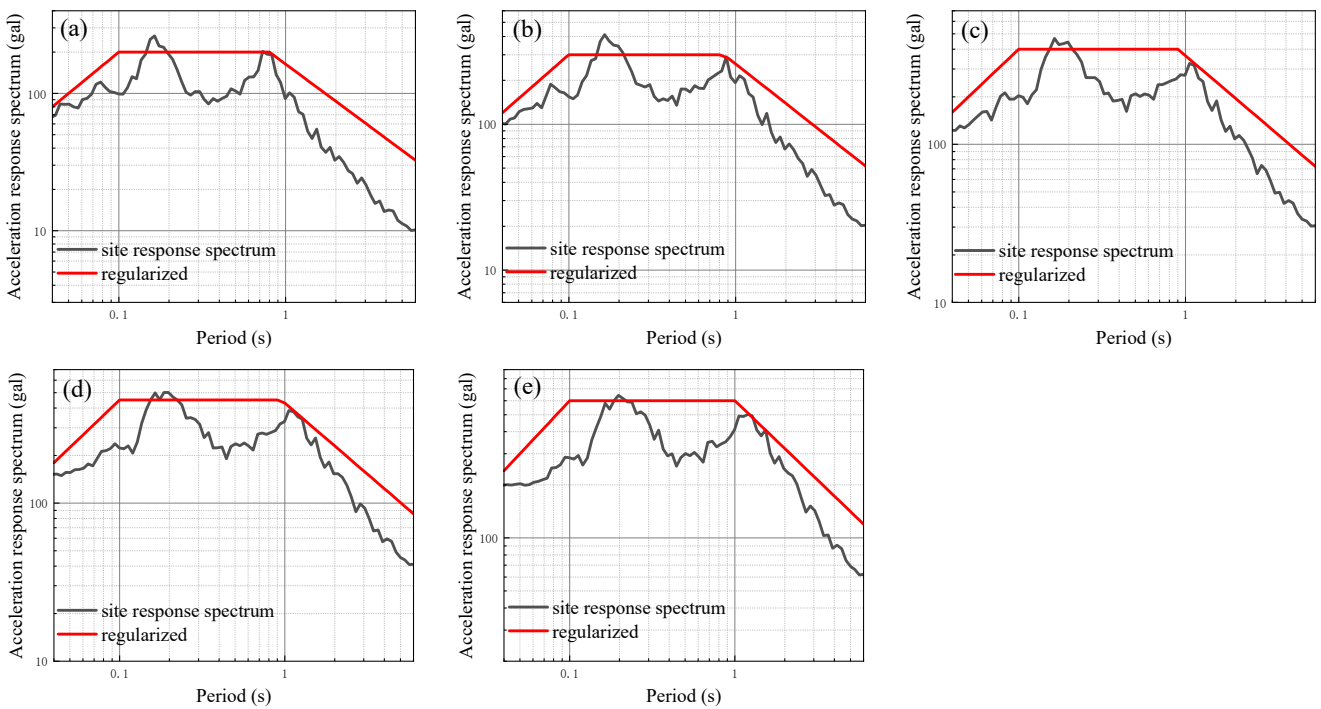 (a)
Acceleration response spectrum (gal)
100
10
site response spectrum
regularized
0.1
1
Period (s)
(b)
Acceleration response spectrum (gal)
100
10
site response spectrum
regularized
0.1
1
Period (s)
(c)
Acceleration response spectrum (gal)
100
10
site response spectrum
regularized
0.1
1
Period (s)
(d)
Acceleration response spectrum (gal)
100
10
site response spectrum
regularized
0.1
1
Period (s)
(e)
Acceleration response spectrum (gal)
100
site response spectrum
regularized
0.1
1
Period (s)